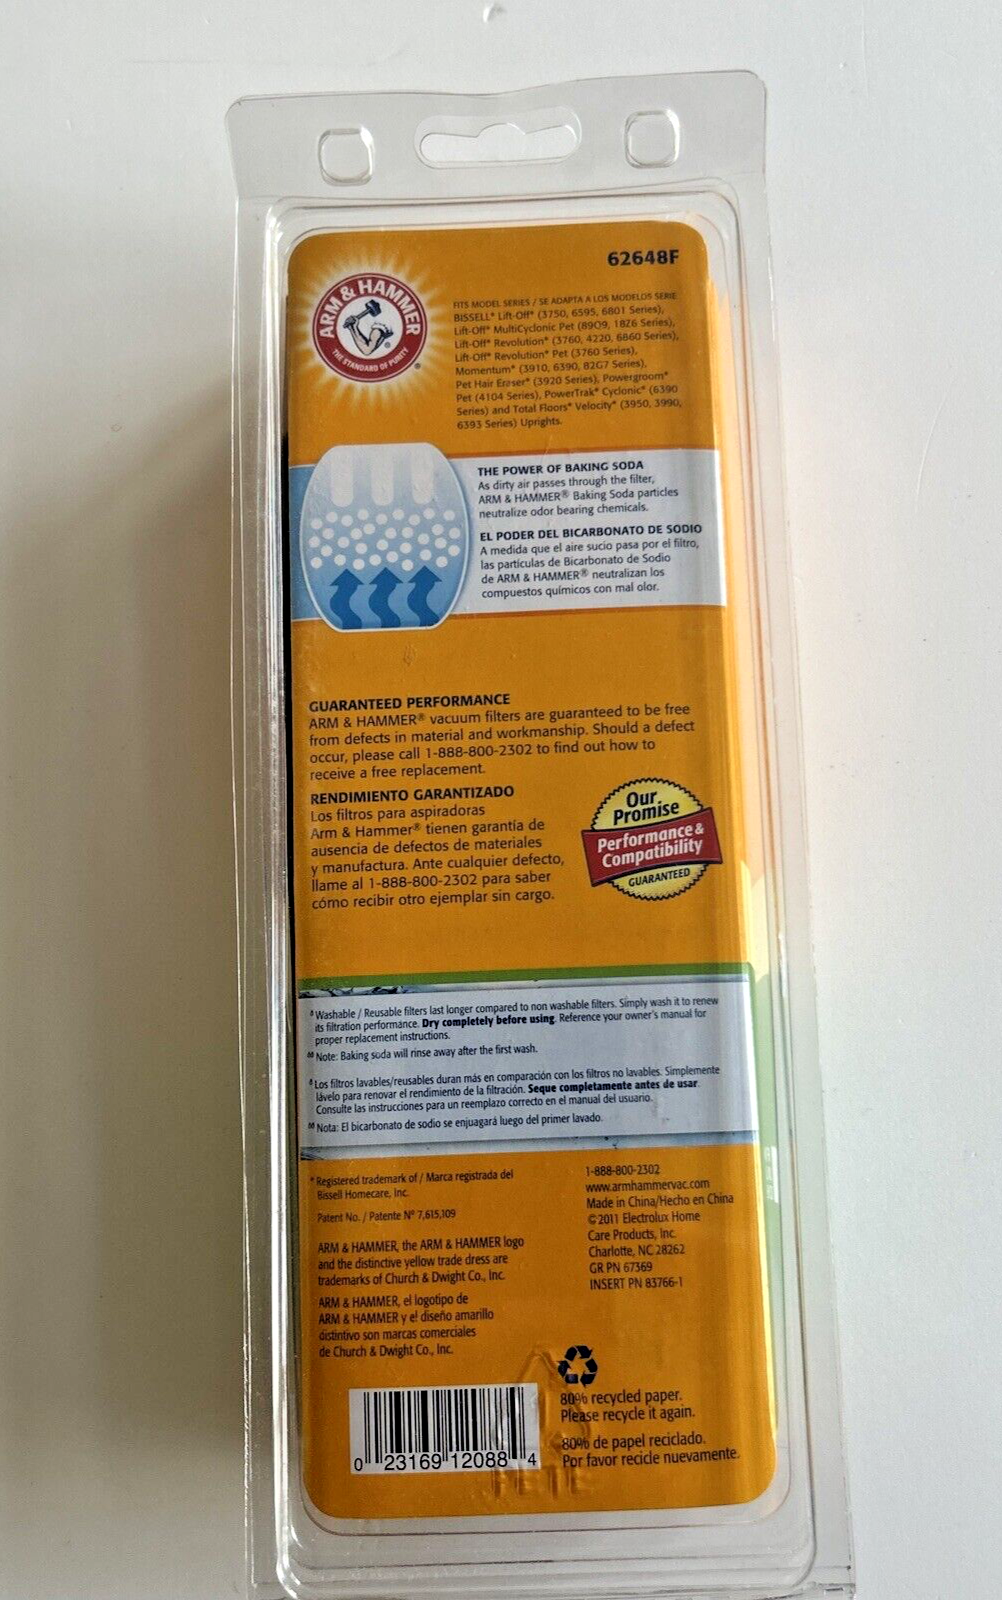 62648F
ARM & HAMMER
THE STANDARD OF PURITY
FITS MODEL SERIES / SE ADAPTA A LOS MODELOS SERIE
BISSELL® Lift-Off® (3750, 6595, 6801 Series),
Lift-Off® MultiCyclonic Pet (89Q9, 18Z6 Series),
Lift-Off® Revolution® (3760, 4220, 6860 Series),
Lift-Off® Revolution® Pet (3760 Series),
Momentum® (3910, 6390, 82G7 Series),
Pet Hair Eraser® (3920 Series), Powergroom®
Pet (4104 Series), PowerTrak® Cyclonic® (6390
Series) and Total Floors® Velocity® (3950, 3990,
6393 Series) Uprights.
THE POWER OF BAKING SODA
As dirty air passes through the filter,
ARM & HAMMER® Baking Soda particles
neutralize odor bearing chemicals.
EL PODER DEL BICARBONATO DE SODIO
A medida que el aire sucio pasa por el filtro,
las partículas de Bicarbonato de Sodio
de ARM & HAMMER® neutralizan los
compuestos químicos con mal olor.
GUARANTEED PERFORMANCE
ARM & HAMMER® vacuum filters are guaranteed to be free
from defects in material and workmanship. Should a defect
occur, please call 1-888-800-2302 to find out how to
receive a free replacement.
RENDIMIENTO GARANTIZADO
Los filtros para aspiradoras
Arm & Hammer® tienen garantía de
ausencia de defectos de materiales
y manufactura. Ante cualquier defecto,
llame al 1-888-800-2302 para saber
cómo recibir otro ejemplar sin cargo.
Our
Promise
Performance &
Compatibility
GUARANTEED
Washable / Reusable filters last longer compared to non washable filters. Simply wash it to renew
its filtration performance. Dry completely before using. Reference your owner's manual for
proper replacement instructions.
Note: Baking soda will rinse away after the first wash.
Los filtros lavables/reusables duran más en comparación con los filtros no lavables. Simplemente
lávelo para renovar el rendimiento de la filtración. Seque completamente antes de usar.
Consulte las instrucciones para un reemplazo correcto en el manual del usuario.
Nota: El bicarbonato de sodio se enjuagará luego del primer lavado.
* Registered trademark of / Marca registrada del
Bissell Homecare, Inc.
Patent No. / Patente Nº 7,615,109
ARM & HAMMER, the ARM & HAMMER logo
and the distinctive yellow trade dress are
trademarks of Church & Dwight Co., Inc.
ARM & HAMMER, el logotipo de
ARM & HAMMER y el diseño amarillo
distintivo son marcas comerciales
de Church & Dwight Co., Inc.
1-888-800-2302
www.armhammervac.com
Made in China/Hecho en China
©2011 Electrolux Home
Care Products, Inc.
Charlotte, NC 28262
GR PN 67369
INSERT PN 83766-1
80% recycled paper.
Please recycle it again.
80% de papel reciclado.
Por favor recicle nuevamente.
0 23169 12088 4